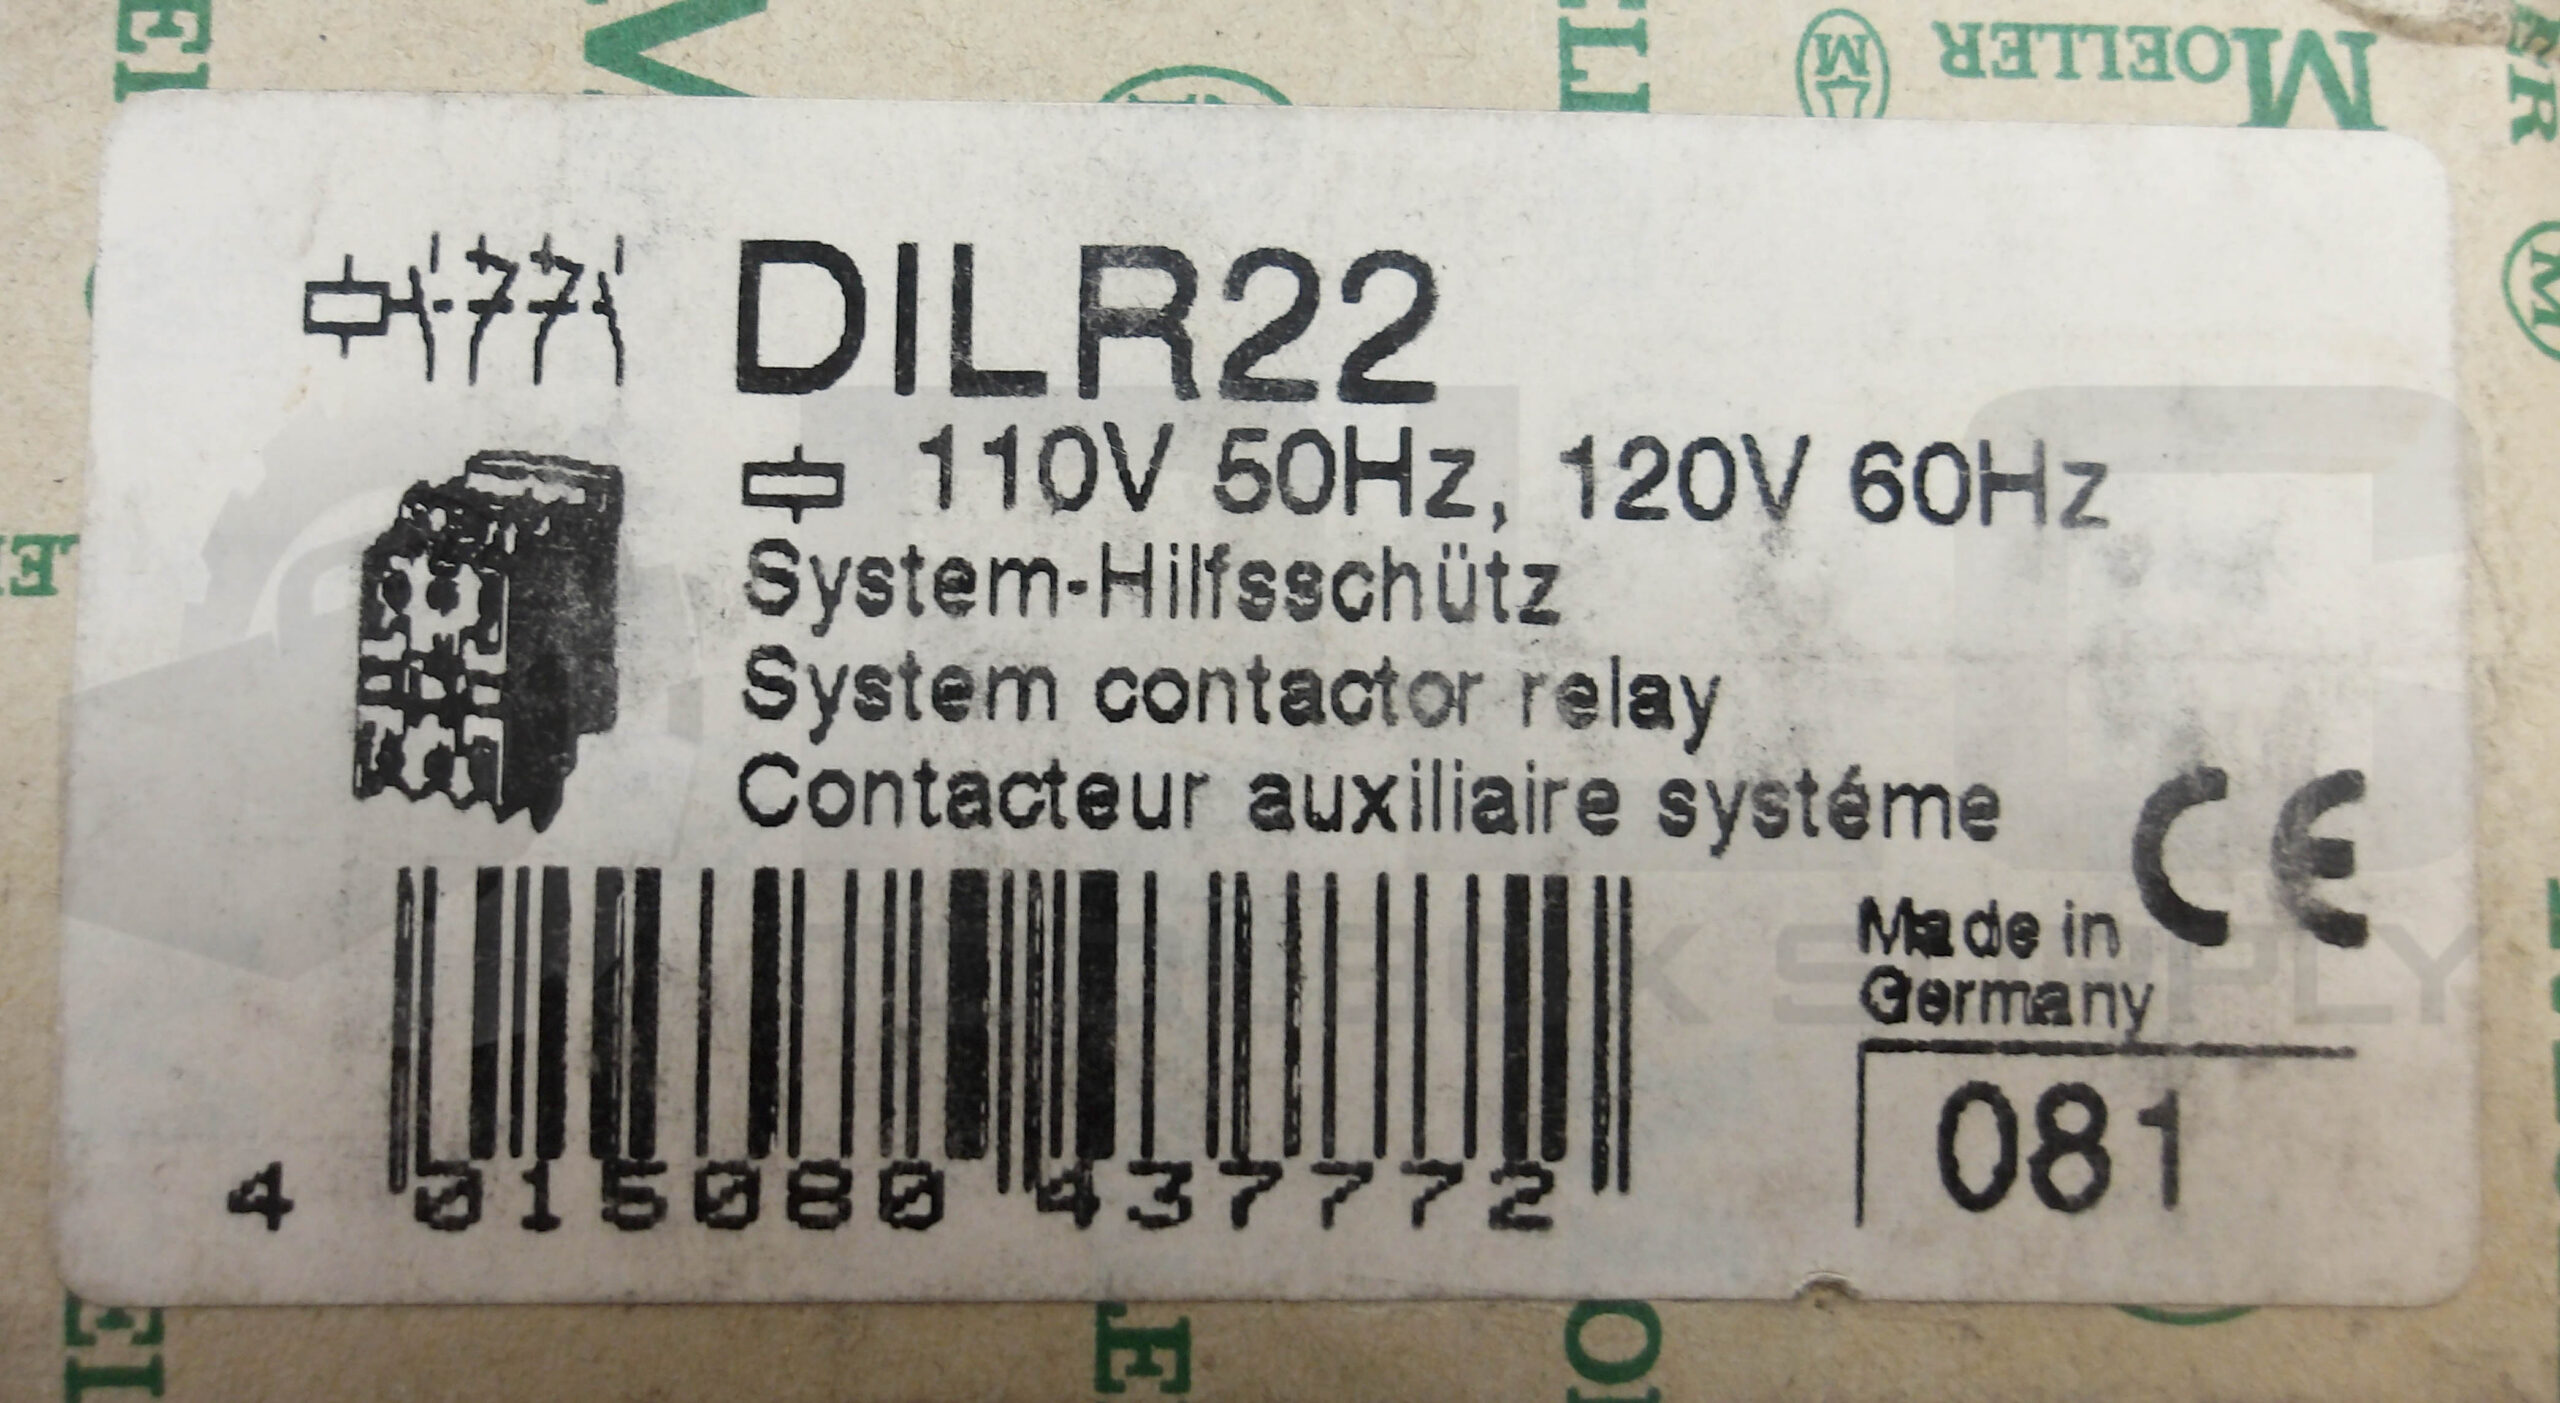 MOELLER
DILR22
110V 50Hz, 120V 60Hz
System-Hilfsschütz
System contactor relay
Contacteur auxiliaire systéme
CE
Made in
Germany
081
4 015080 437772